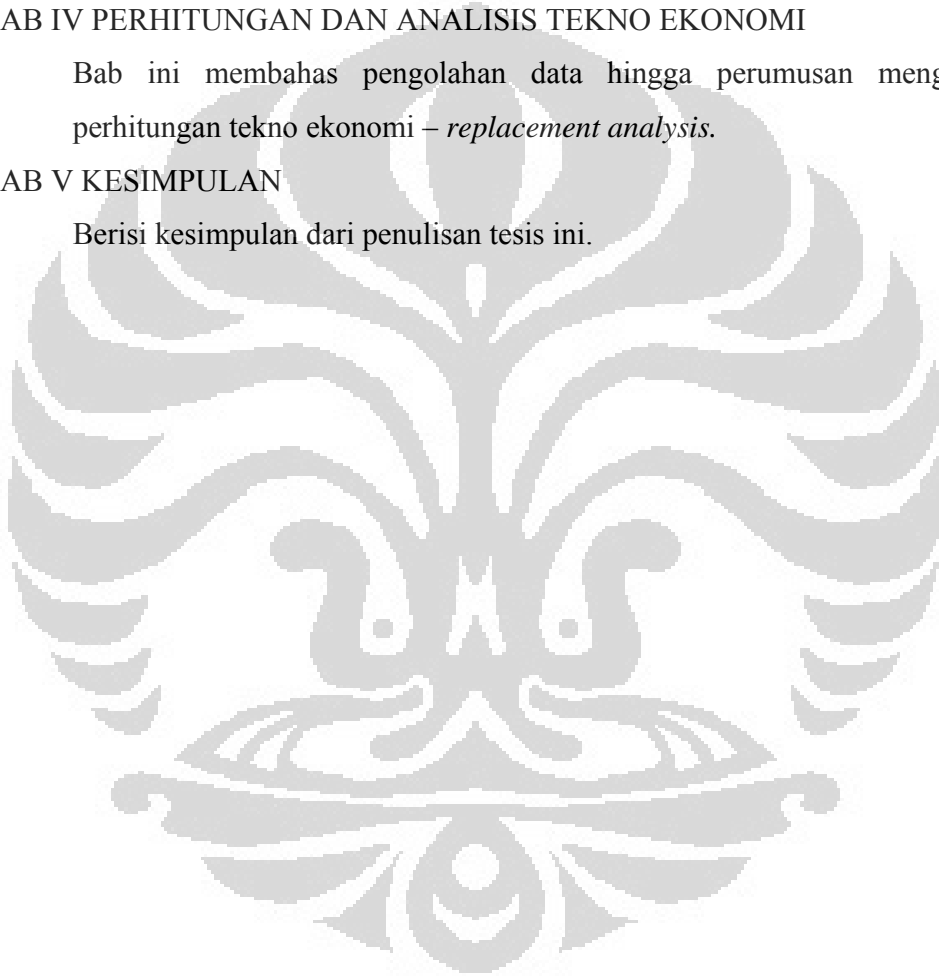 AB IV PERHITUNGAN DAN ANALISIS TEKNO EKONOMI
Bab ini membahas pengolahan data hingga perumusan meng
perhitungan tekno ekonomi – replacement analysis.
AB V KESIMPULAN
Berisi kesimpulan dari penulisan tesis ini.